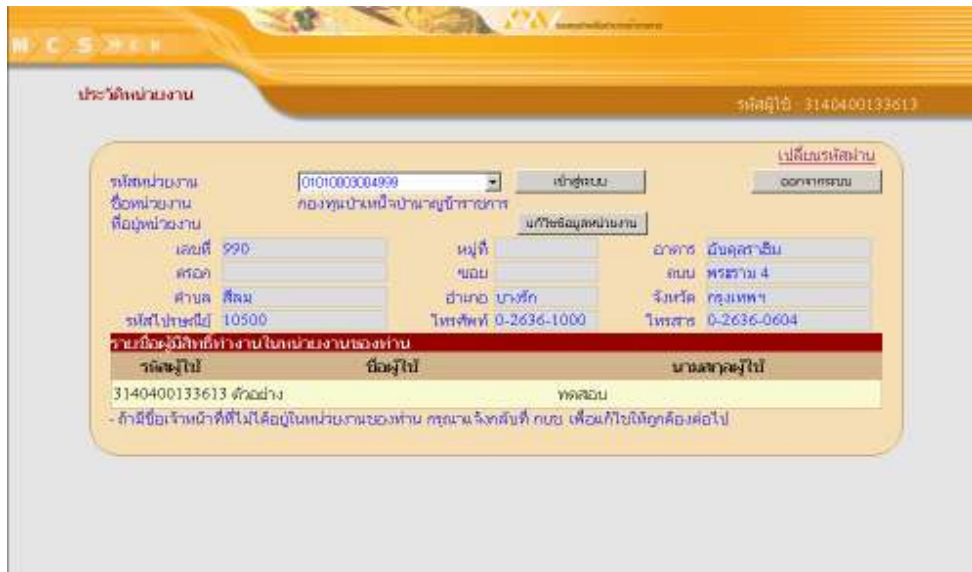 M C S WEB
ประวัติหน่วยงาน
รหัสผู้ใช้ : 3140400133613
เปลี่ยนรหัสผ่าน
รหัสหน่วยงาน 01010003004999 เข้าสู่ระบบ ออกจากระบบ
ชื่อหน่วยงาน กองทุนบำเหน็จบำนาญข้าราชการ
ที่อยู่หน่วยงาน แก้ไขข้อมูลหน่วยงาน
เลขที่ 990 หมู่ที่ อาคาร อับดุลราฮิม
ตรอก ซอย ถนน พระราม 4
ตำบล สีลม อำเภอ บางรัก จังหวัด กรุงเทพฯ
รหัสไปรษณีย์ 10500 โทรศัพท์ 0-2636-1000 โทรสาร 0-2636-0604
รายชื่อผู้มีสิทธิ์ทำงานในหน่วยงานของท่าน
รหัสผู้ใช้ ชื่อผู้ใช้ นามสกุลผู้ใช้
3140400133613 ตัวอย่าง ทดสอบ
- ถ้ามีชื่อเจ้าหน้าที่ที่ไม่ได้อยู่ในหน่วยงานของท่าน กรุณาแจ้งกลับที่ กบข เพื่อแก้ไขให้ถูกต้องต่อไป